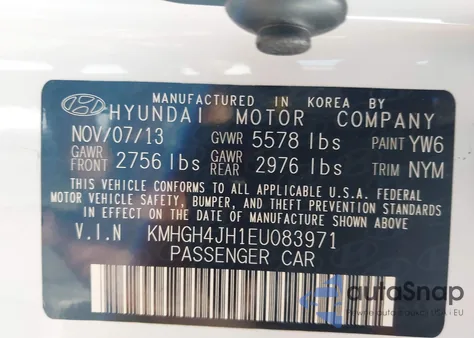 MANUFACTURED IN KOREA BY
HYUNDAI MOTOR COMPANY
NOV/07/13 GVWR 5578 lbs PAINT YW6
GAWR FRONT 2756 lbs GAWR REAR 2976 lbs TRIM NYM
THIS VEHICLE CONFORMS TO ALL APPLICABLE U.S.A. FEDERAL
MOTOR VEHICLE SAFETY, BUMPER, AND THEFT PREVENTION
STANDARDS IN EFFECT ON THE DATE OF MANUFACTURE SHOWN ABOVE.
V.I.N KMHGH4JH1EU083971
PASSENGER CAR
autoSnap